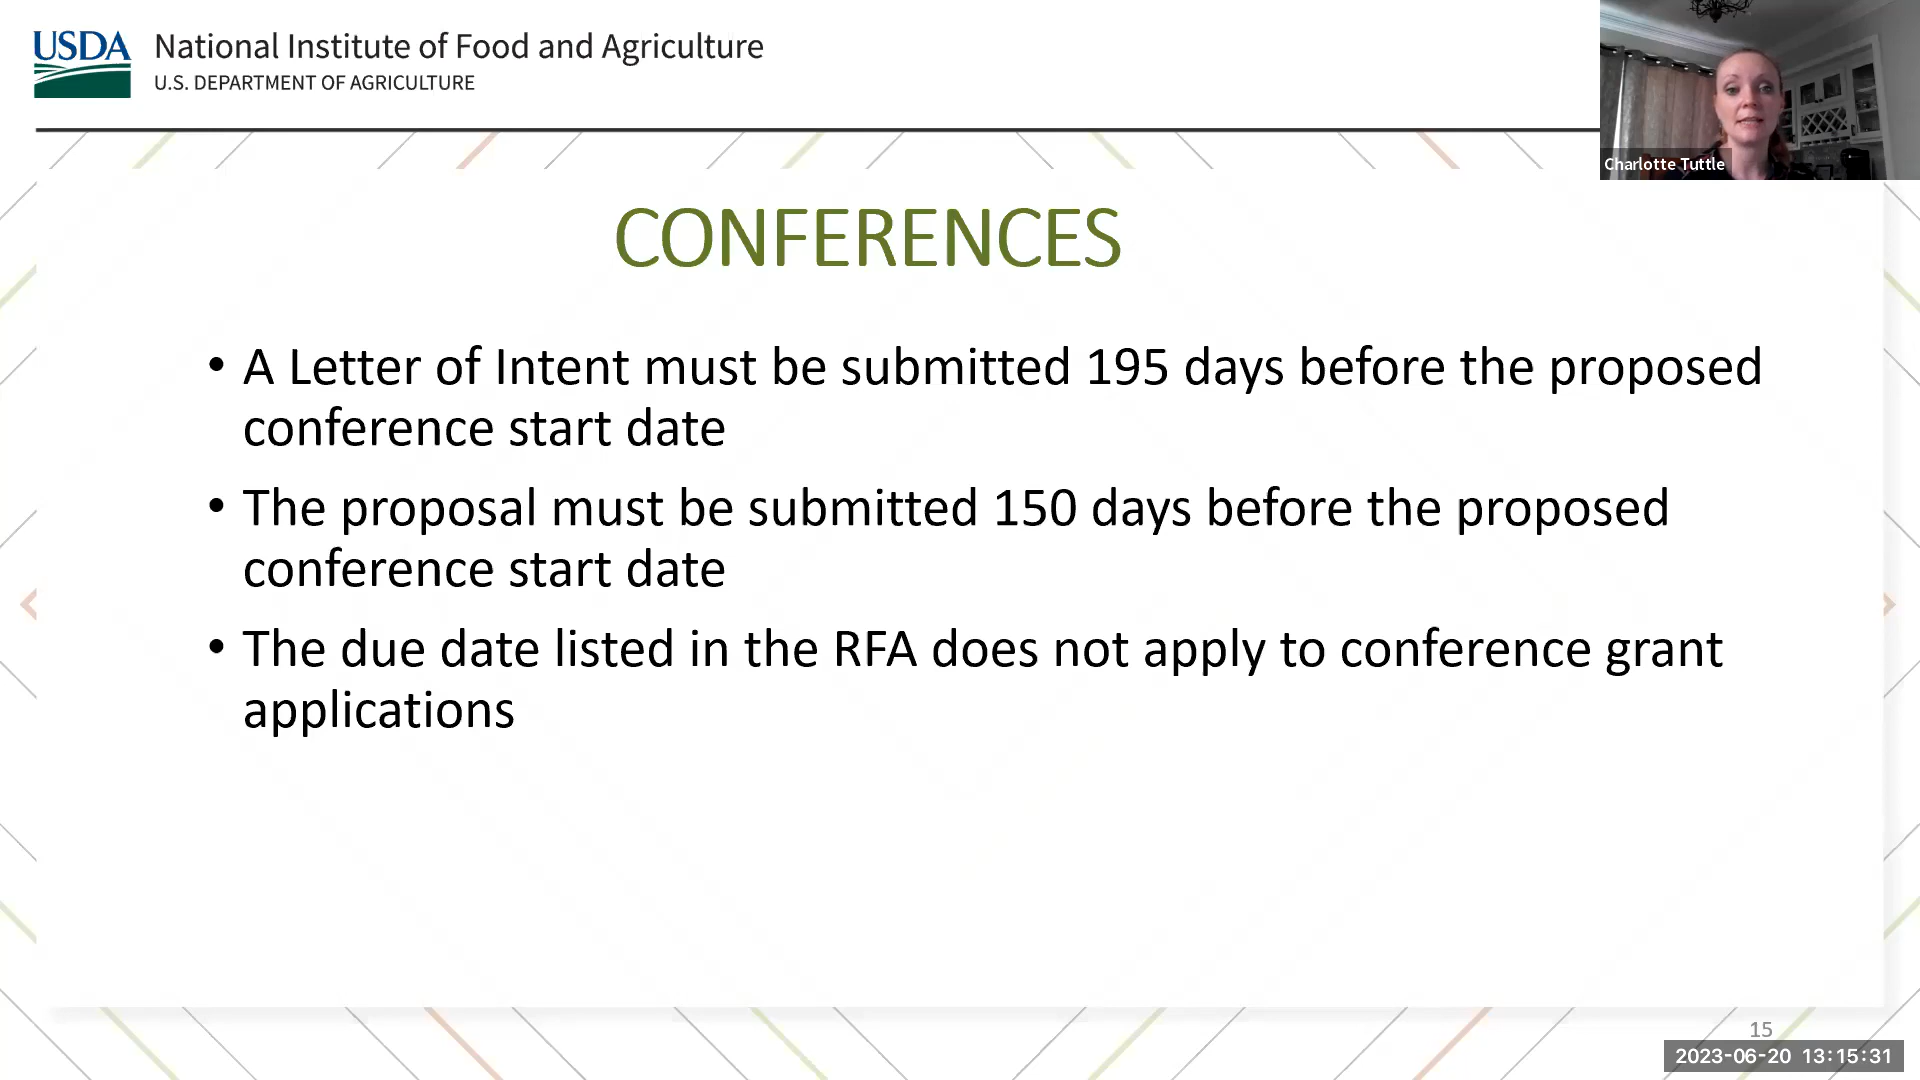 USDA
National Institute of Food and Agriculture
U.S. DEPARTMENT OF AGRICULTURE
Charlotte Tuttle
CONFERENCES
• A Letter of Intent must be submitted 195 days before the proposed
conference start date
• The proposal must be submitted 150 days before the proposed
conference start date
• The due date listed in the RFA does not apply to conference grant
applications
15
2023-06-20 13:15:31